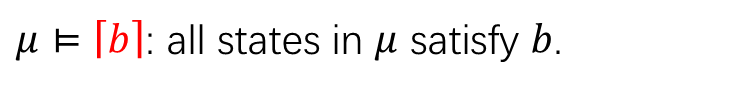 μ ⊨ ⌈b⌉: all states in μ satisfy b.